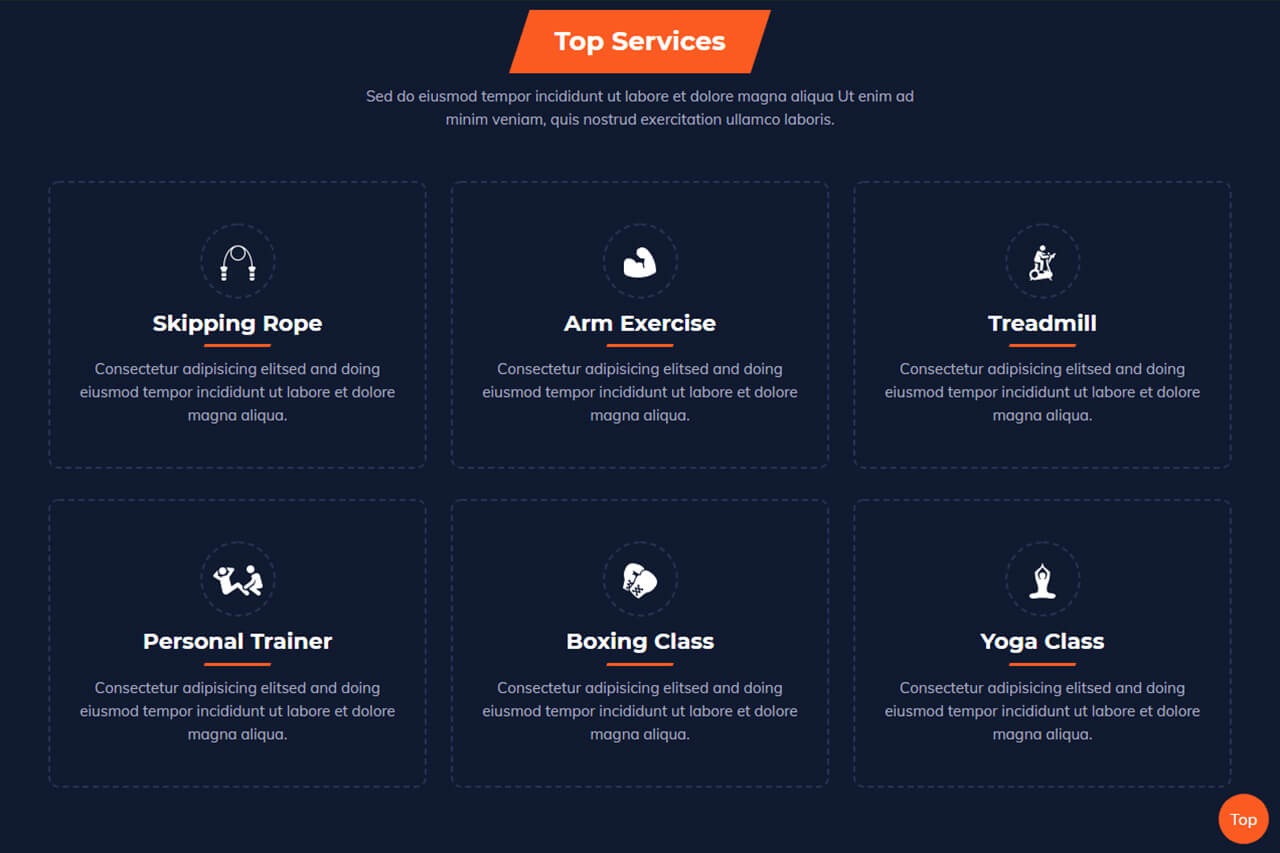 Top Services
Sed do eiusmod tempor incididunt ut labore et dolore magna aliqua Ut enim ad
minim veniam, quis nostrud exercitation ullamco laboris.
Skipping Rope
Consectetur adipisicing elitsed and doing
eiusmod tempor incididunt ut labore et dolore
magna aliqua.
Arm Exercise
Consectetur adipisicing elitsed and doing
eiusmod tempor incididunt ut labore et dolore
magna aliqua.
Treadmill
Consectetur adipisicing elitsed and doing
eiusmod tempor incididunt ut labore et dolore
magna aliqua.
Personal Trainer
Consectetur adipisicing elitsed and doing
eiusmod tempor incididunt ut labore et dolore
magna aliqua.
Boxing Class
Consectetur adipisicing elitsed and doing
eiusmod tempor incididunt ut labore et dolore
magna aliqua.
Yoga Class
Consectetur adipisicing elitsed and doing
eiusmod tempor incididunt ut labore et dolore
magna aliqua.
Top